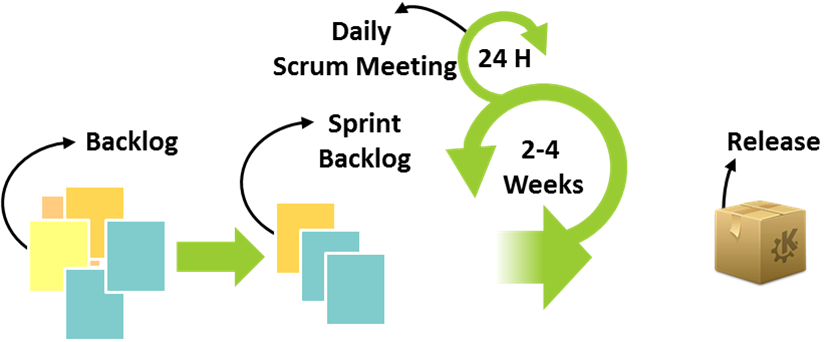 Daily
Scrum Meeting
24 H
Backlog
Sprint
Backlog
2-4
Weeks
Release
K